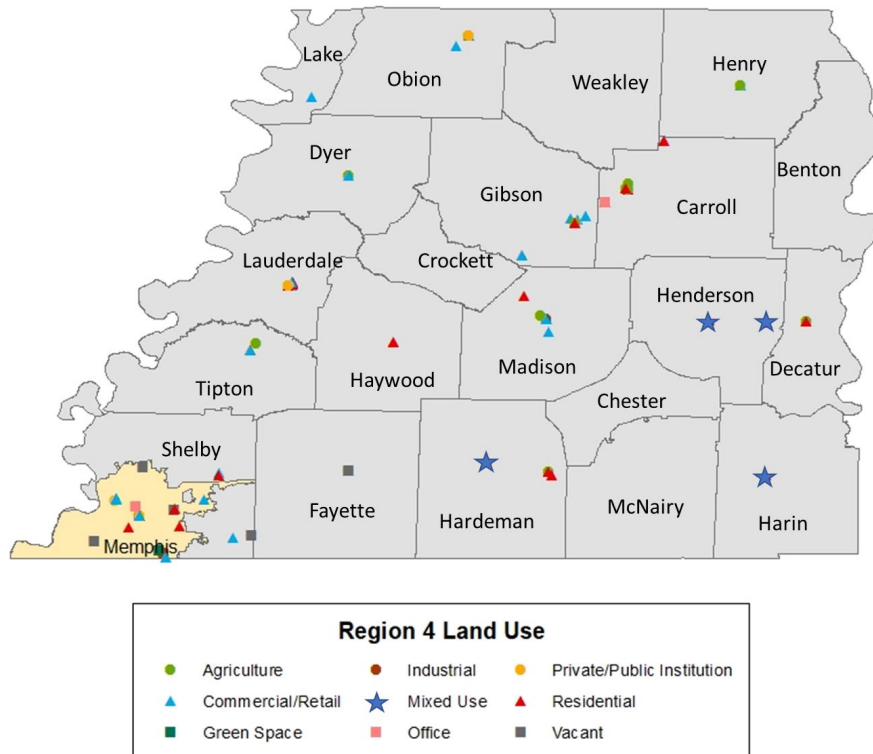 Lake
Obion
Weakley
Henry
Dyer
Gibson
Carroll
Benton
Lauderdale
Crockett
Henderson
Tipton
Haywood
Madison
Decatur
Chester
Shelby
Fayette
Hardeman
McNairy
Harin
Memphis
Region 4 Land Use
Agriculture Industrial Private/Public Institution
Commercial/Retail Mixed Use Residential
Green Space Office Vacant